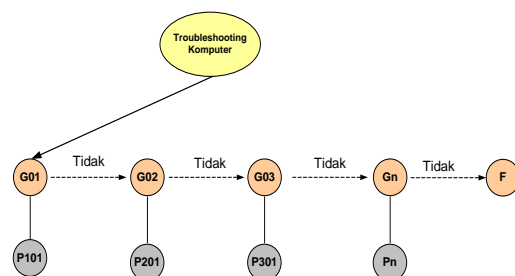 Troubleshooting
Komputer
Tidak
Tidak
Tidak
Tidak
G01
G02
G03
Gn
F
P101
P201
P301
Pn